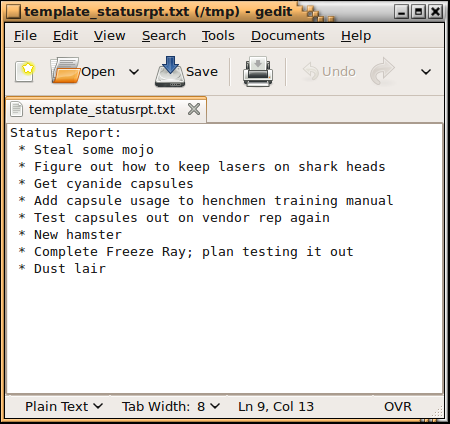 template_statusrpt.txt (/tmp) - gedit
File Edit View Search Tools Documents Help
Open Save Undo
template_statusrpt.txt
Status Report:
* Steal some mojo
* Figure out how to keep lasers on shark heads
* Get cyanide capsules
* Add capsule usage to henchmen training manual
* Test capsules out on vendor rep again
* New hamster
* Complete Freeze Ray; plan testing it out
* Dust lair
Plain Text Tab Width: 8 Ln 9, Col 13 OVR